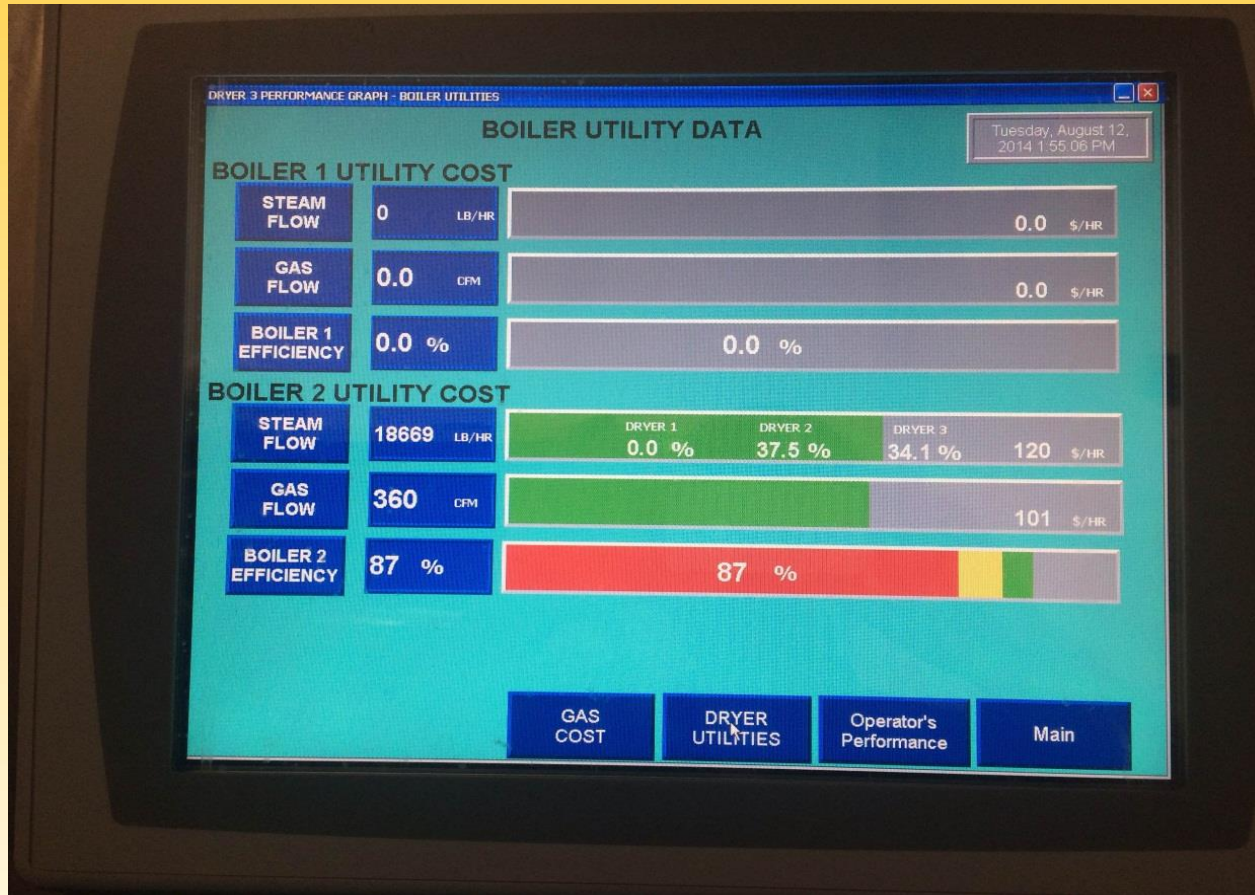 DRYER 3 PERFORMANCE GRAPH - BOILER UTILITIES
BOILER UTILITY DATA
Tuesday, August 12,
2014 1:55:06 PM
BOILER 1 UTILITY COST
STEAM
FLOW
0 LB/HR
0.0 $/HR
GAS
FLOW
0.0 CFM
0.0 $/HR
BOILER 1
EFFICIENCY
0.0 %
0.0 %
BOILER 2 UTILITY COST
STEAM
FLOW
18669 LB/HR
DRYER 1 DRYER 2 DRYER 3
0.0 % 37.5 % 34.1 % 120 $/HR
GAS
FLOW
360 CFM
101 $/HR
BOILER 2
EFFICIENCY
87 %
87 %
GAS
COST
DRYER
UTILITIES
Operator's
Performance
Main